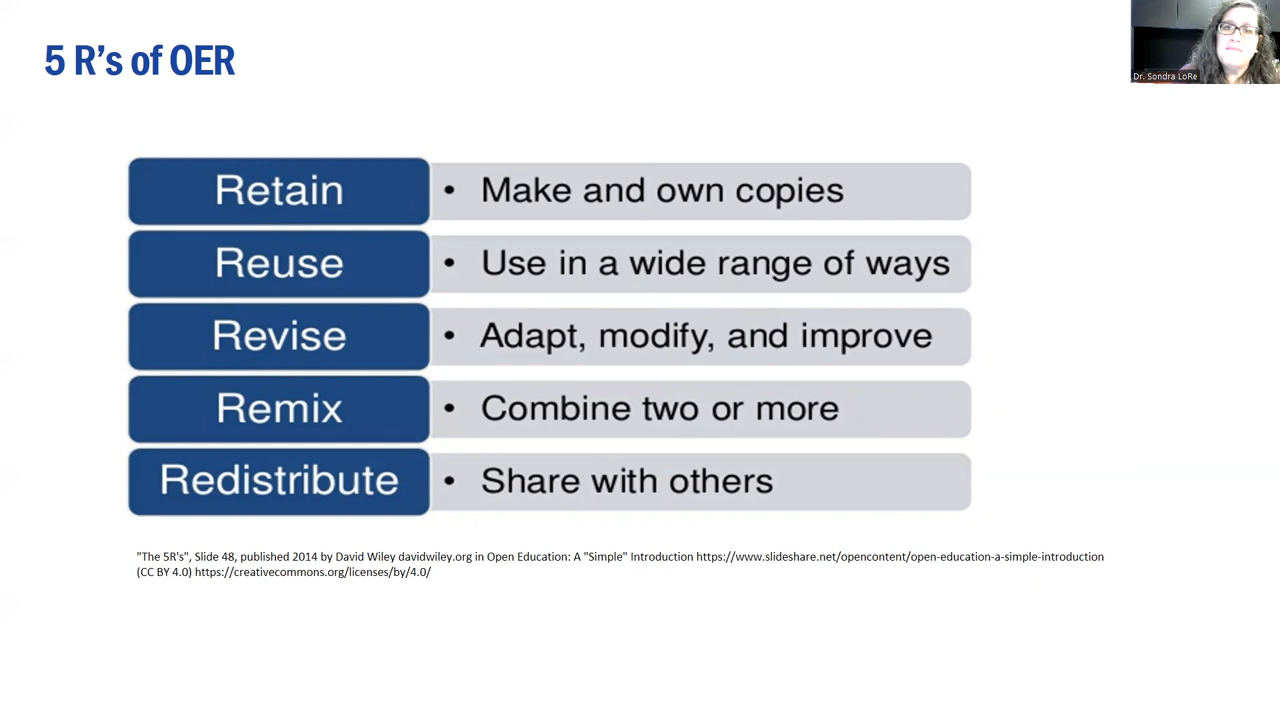 5 R's of OER
Dr. Sondra LoRe
Retain
• Make and own copies
Reuse
• Use in a wide range of ways
Revise
• Adapt, modify, and improve
Remix
• Combine two or more
Redistribute
• Share with others
"The 5R's", Slide 48, published 2014 by David Wiley davidwiley.org in Open Education: A "Simple" Introduction https://www.slideshare.net/opencontent/open-education-a-simple-introduction
(CC BY 4.0) https://creativecommons.org/licenses/by/4.0/